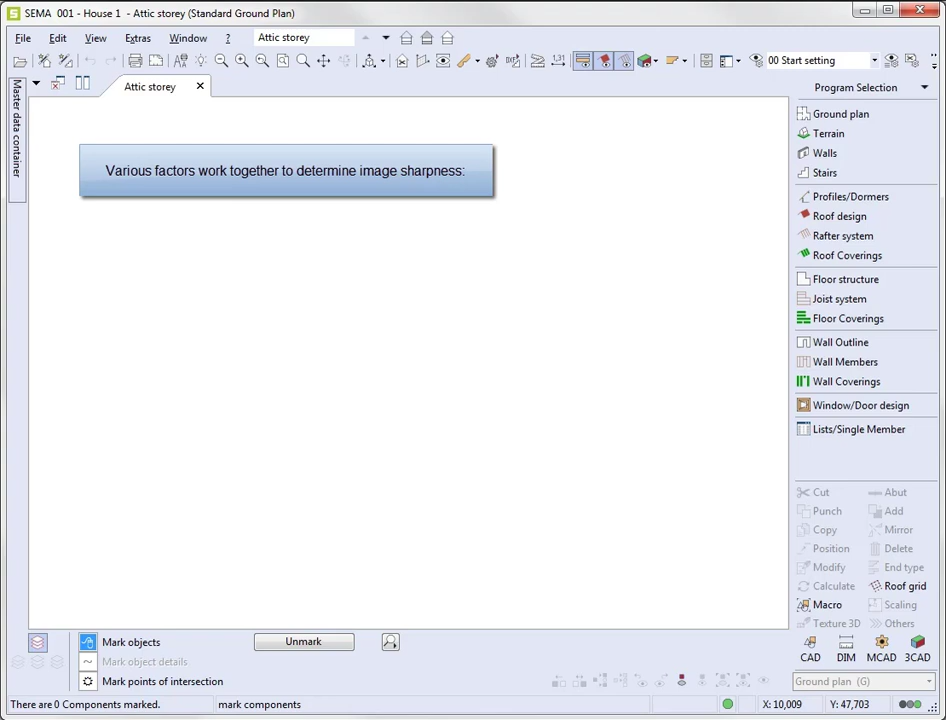 SEMA 001 - House 1 - Attic storey (Standard Ground Plan)
File Edit View Extras Window ? Attic storey
1,31 00 Start setting
Attic storey
Master data container
Various factors work together to determine image sharpness:
Program Selection
Ground plan
Terrain
Walls
Stairs
Profiles/Dormers
Roof design
Rafter system
Roof Coverings
Floor structure
Joist system
Floor Coverings
Wall Outline
Wall Members
Wall Coverings
Window/Door design
Lists/Single Member
Cut Abut
Punch Add
Copy Mirror
Position Delete
Modify End type
Calculate Roof grid
Macro Scaling
Texture 3D Others
CAD DIM MCAD 3CAD
Ground plan (G)
Mark objects Unmark
Mark object details
Mark points of intersection
There are 0 Components marked. mark components X: 10,009 Y: 47,703